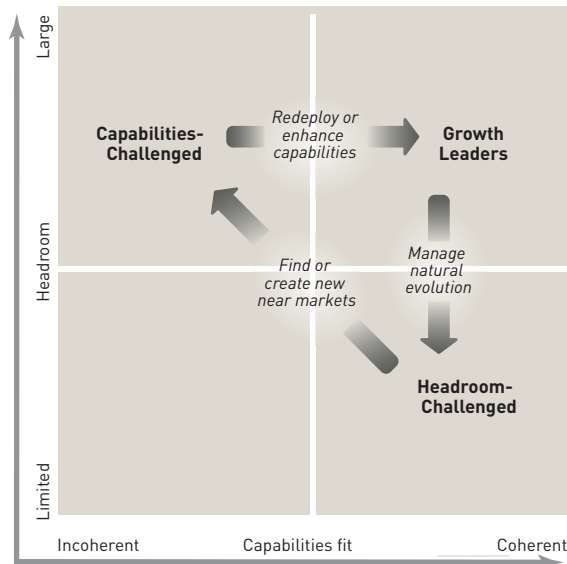 Large
Capabilities-
Challenged
Redeploy or
enhance
capabilities
Growth
Leaders
Headroom
Find or
create new
near markets
Manage
natural
evolution
Headroom-
Challenged
Limited
Incoherent
Capabilities fit
Coherent